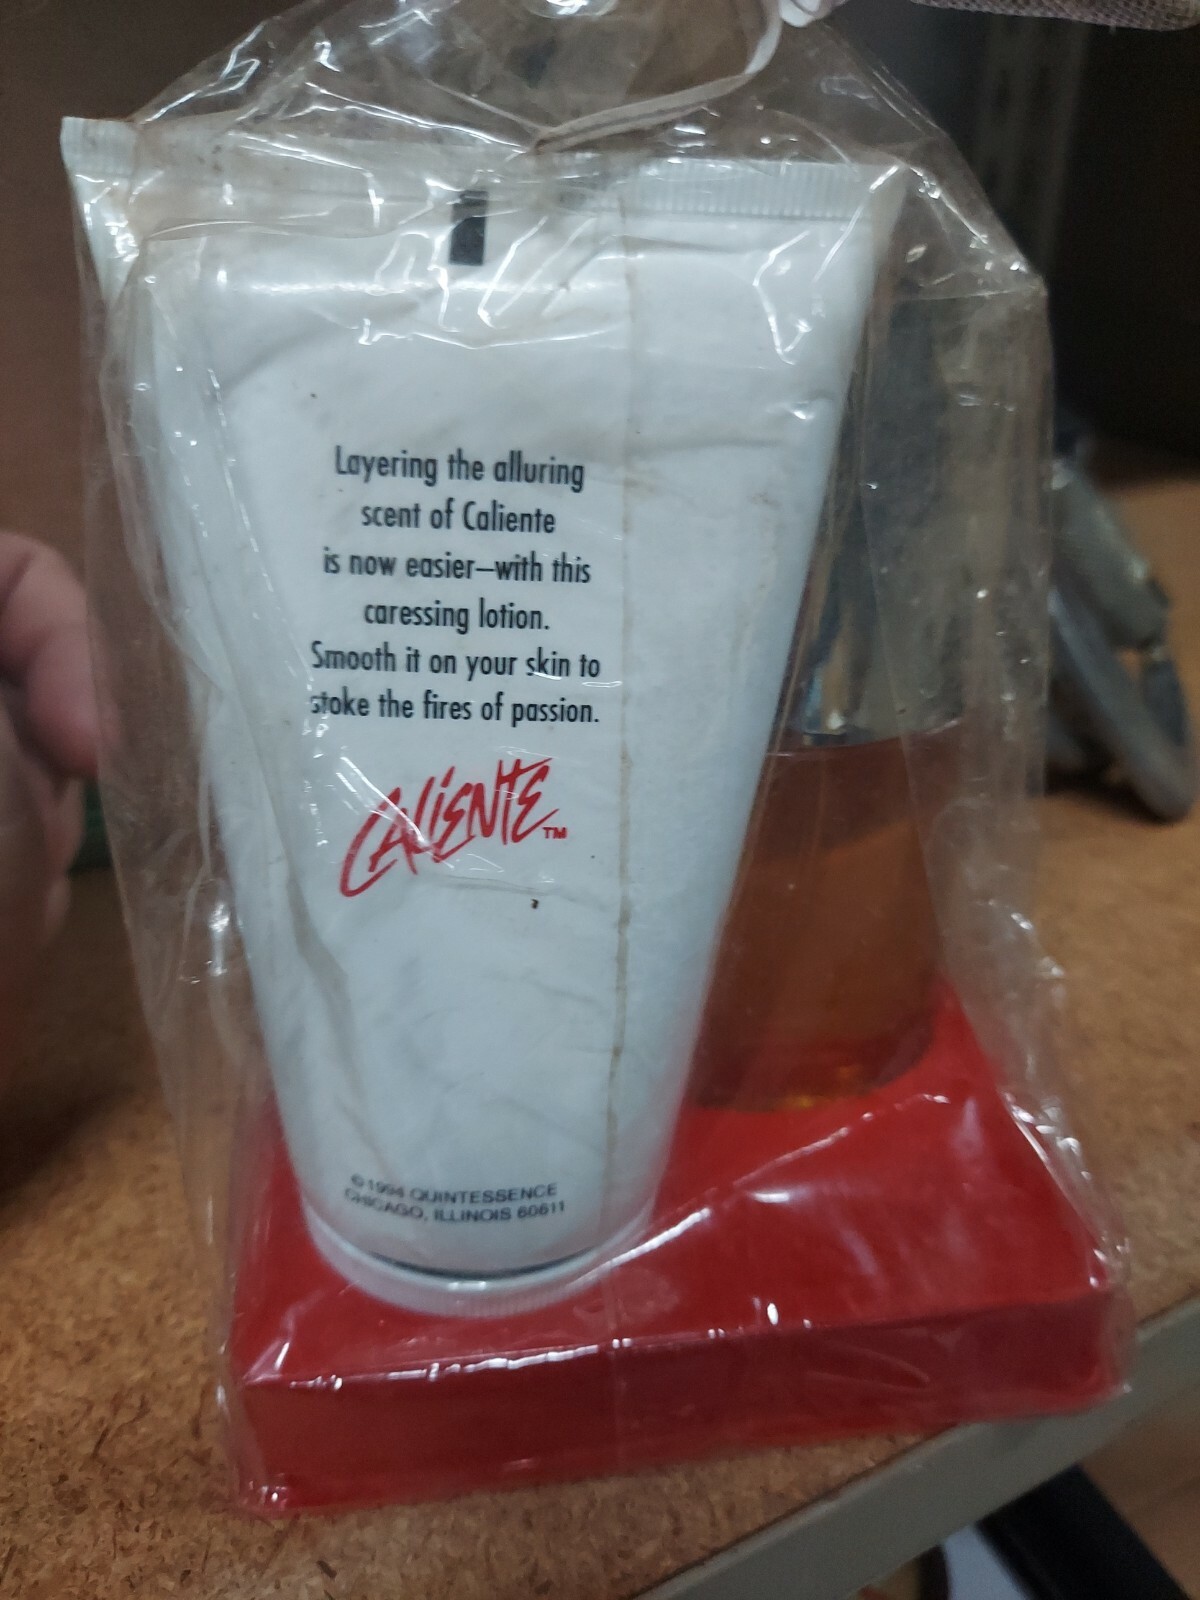 Layering the alluring
scent of Caliente
is now easier—with this
caressing lotion.
Smooth it on your skin to
stoke the fires of passion.
CALIENTE™
©1994 QUINTESSENCE
CHICAGO, ILLINOIS 60611